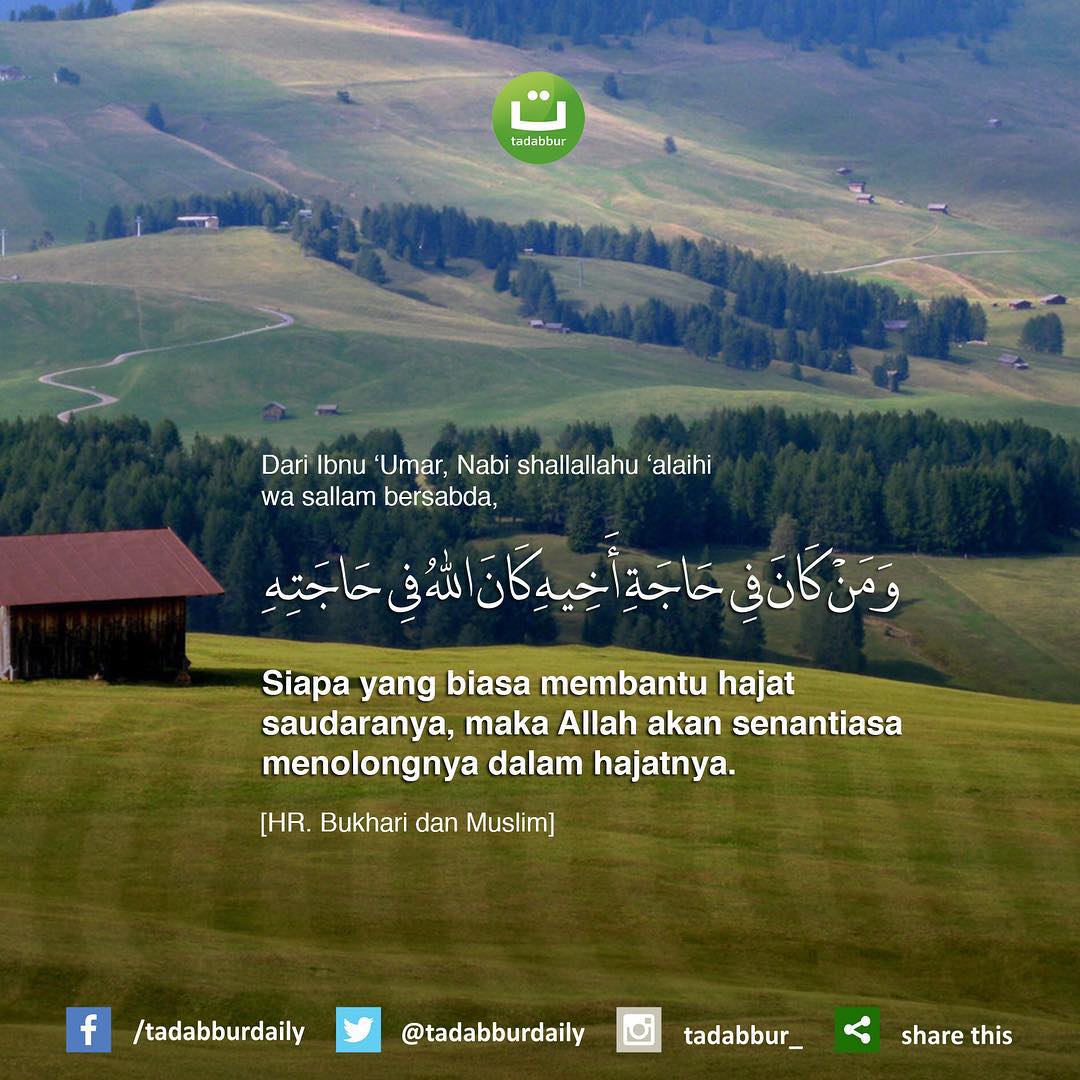 ت
tadabbur
Dari Ibnu ‘Umar, Nabi shallallahu ‘alaihi
wa sallam bersabda,
وَمَنْ كَانَ فِي حَاجَةِ أَخِيهِ كَانَ اللهُ فِي حَاجَتِهِ
Siapa yang biasa membantu hajat
saudaranya, maka Allah akan senantiasa
menolongnya dalam hajatnya.
[HR. Bukhari dan Muslim]
f /tadabburdaily @tadabburdaily tadabbur_ share this